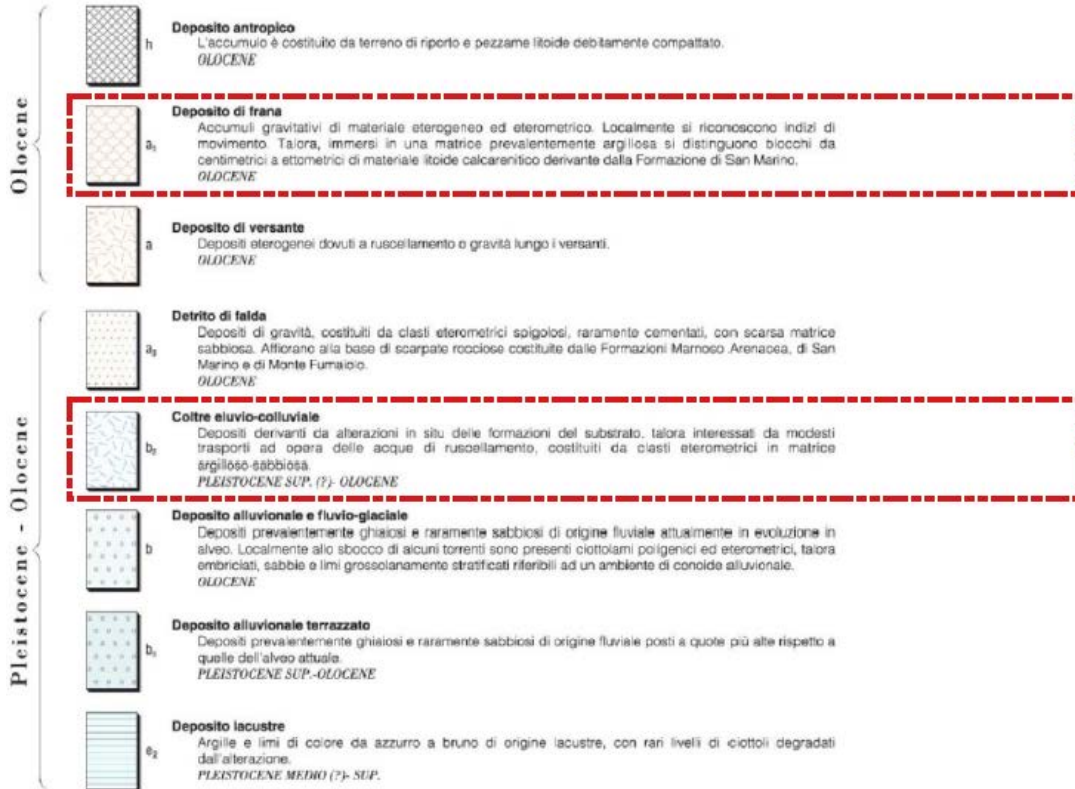 Olocene
h
Deposito antropico
L'accumulo è costituito da terreno di riporto e pezzame litoide debitamente compattato.
OLOCENE
a1
Deposito di frana
Accumuli gravitativi di materiale eterogeneo ed eterometrico. Localmente si riconoscono indizi di
movimento. Talora, immersi in una matrice prevalentemente argillosa si distinguono blocchi da
centimetrici a ettometrici di materiale litoide calcarenitico derivante dalla Formazione di San Marino.
OLOCENE
a
Deposito di versante
Depositi eterogenei dovuti a ruscellamento o gravità lungo i versanti.
OLOCENE
Pleistocene - Olocene
Detrito di falda
Depositi di gravità, costituiti da clasti eterometrici spigolosi, raramente cementati, con scarsa matrice
sabbiosa. Affiorano alla base di scarpate rocciose costituite dalle Formazioni Marnoso Arenacea, di San
Marino e di Monte Fumaiolo.
OLOCENE
b2
Coltre eluvio-colluviale
Depositi derivanti da alterazioni in situ delle formazioni del substrato, talora interessati da modesti
trasporti ad opera delle acque di ruscellamento, costituiti da clasti eterometrici in matrice
argilloso-sabbiosa.
PLEISTOCENE SUP. (?)- OLOCENE
b
Deposito alluvionale e fluvio-glaciale
Depositi prevalentemente ghiaiosi e raramente sabbiosi di origine fluviale attualmente in evoluzione in
alveo. Localmente allo sbocco di alcuni torrenti sono presenti ciottolami poligenici ed eterometrici, talora
embriciati, sabbie e limi grossolanamente stratificati riferibili ad un ambiente di conoide alluvionale.
OLOCENE
b1
Deposito alluvionale terrazzato
Depositi prevalentemente ghiaiosi e raramente sabbiosi di origine fluviale posti a quote più alte rispetto a
quelle dell'alveo attuale.
PLEISTOCENE SUP.-OLOCENE
e2
Deposito lacustre
Argille e limi di colore da azzurro a bruno di origine lacustre, con rari livelli di ciottoli degradati
dall'alterazione.
PLEISTOCENE MEDIO (?)- SUP.